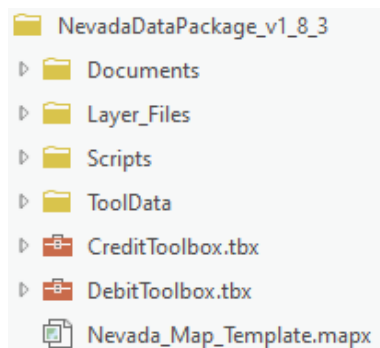 NevadaDataPackage_v1_8_3
Documents
Layer_Files
Scripts
ToolData
CreditToolbox.tbx
DebitToolbox.tbx
Nevada_Map_Template.mapx